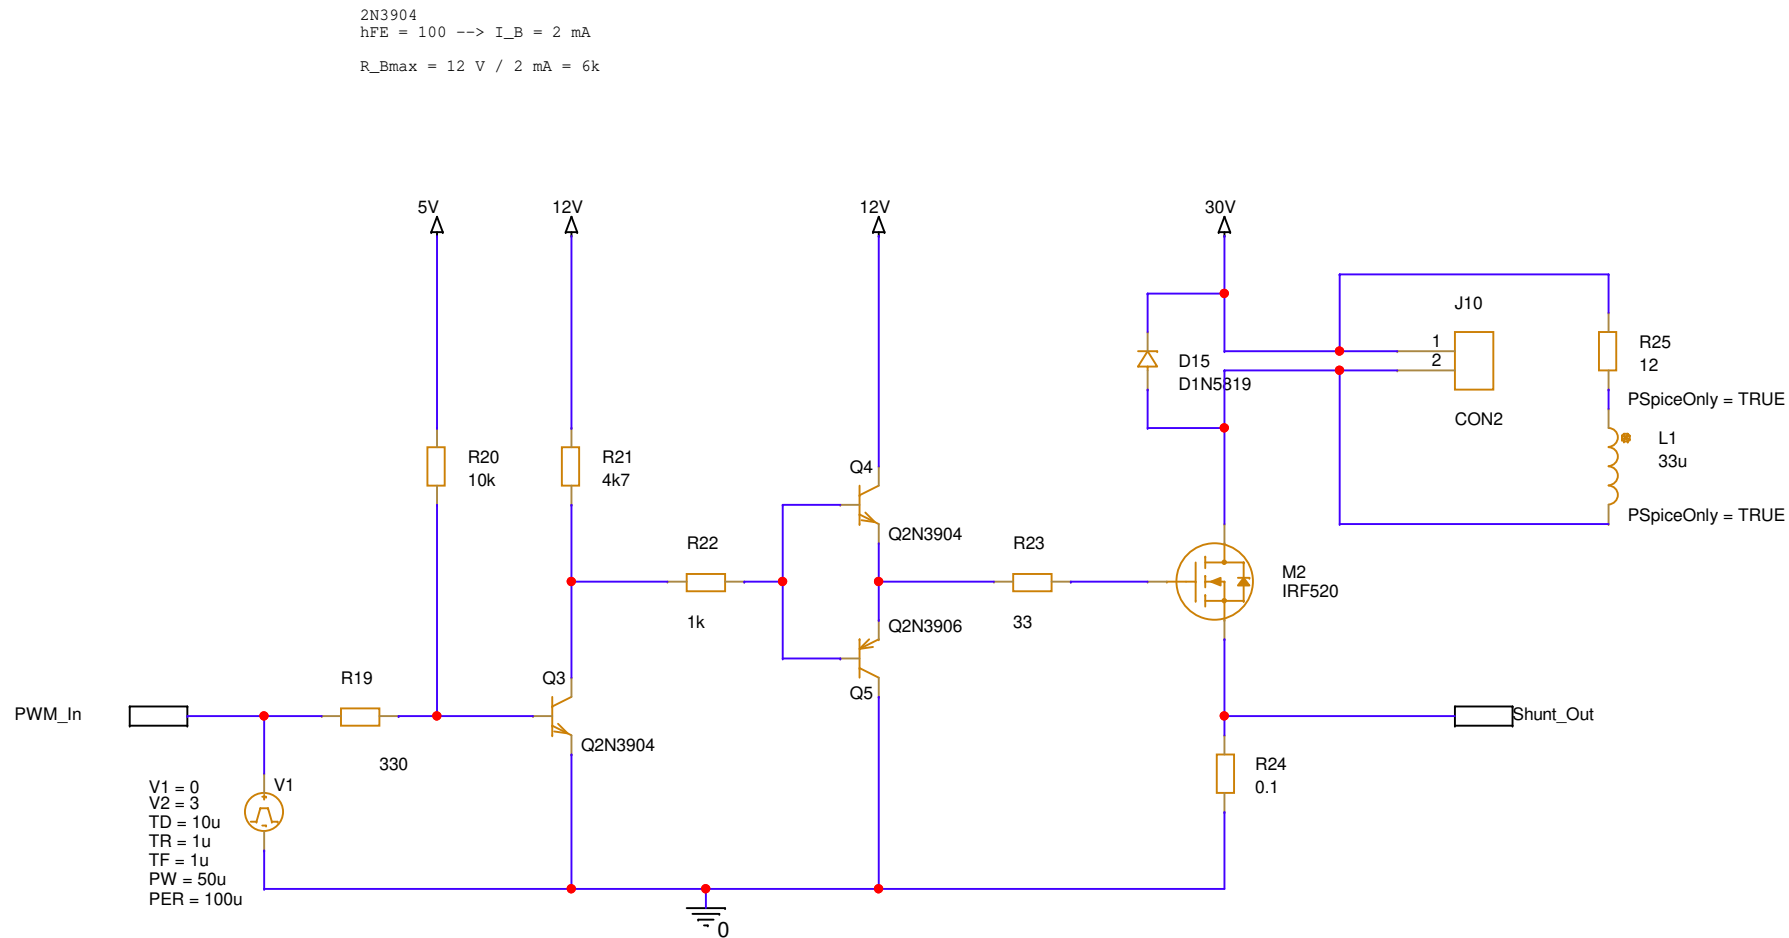 2N3904
hFE = 100 --> I_B = 2 mA
R_Bmax = 12 V / 2 mA = 6k
5V
12V
12V
30V
J10
1
2
CON2
R25
12
PSpiceOnly = TRUE
L1
33u
PSpiceOnly = TRUE
D15
D1N5819
R20
10k
R21
4k7
Q4
Q2N3904
R22
1k
R23
33
M2
IRF520
Q2N3906
Q5
Q3
Q2N3904
R19
330
PWM_In
Shunt_Out
R24
0.1
V1
V1 = 0
V2 = 3
TD = 10u
TR = 1u
TF = 1u
PW = 50u
PER = 100u
0